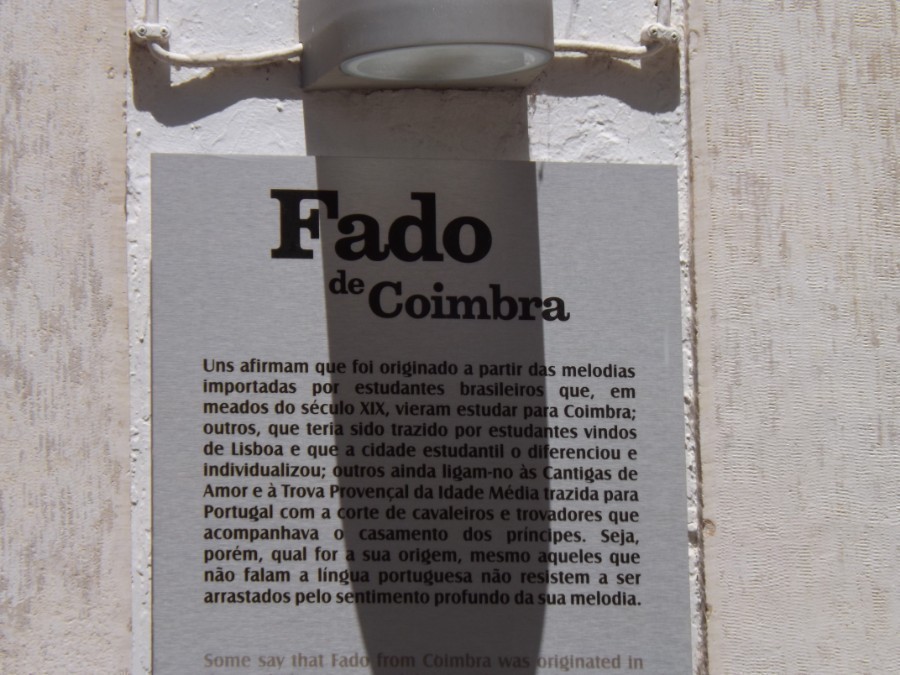 Fado
de Coimbra
Uns afirmam que foi originado a partir das melodias
importadas por estudantes brasileiros que, em
meados do século XIX, vieram estudar para Coimbra;
outros, que teria sido trazido por estudantes vindos
de Lisboa e que a cidade estudantil o diferenciou e
individualizou; outros ainda ligam-no às Cantigas de
Amor e à Trova Provençal da Idade Média trazida para
Portugal com a corte de cavaleiros e trovadores que
acompanhava o casamento dos príncipes. Seja,
porém, qual for a sua origem, mesmo aqueles que
não falam a língua portuguesa não resistem a ser
arrastados pelo sentimento profundo da sua melodia.
Some say that Fado from Coimbra was originated in